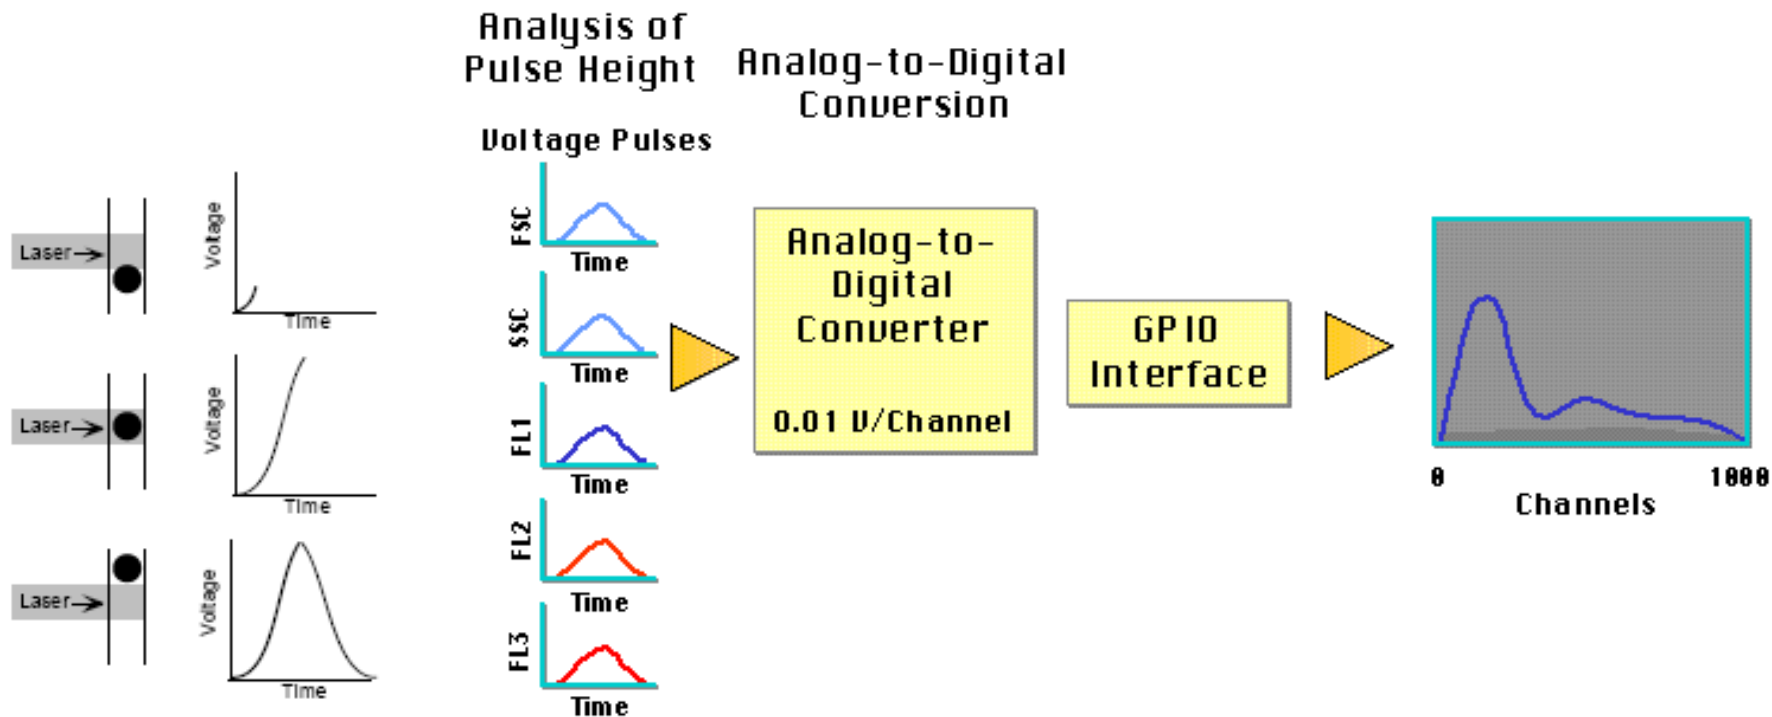 Analysis of
Pulse Height
Analog-to-Digital
Conversion
Voltage Pulses
Laser
Voltage
Time
Laser
Voltage
Time
Laser
Voltage
Time
FSC
Time
SSC
Time
FL1
Time
FL2
Time
FL3
Time
Analog-to-
Digital
Converter
0.01 V/Channel
GPIO
Interface
0
1000
Channels